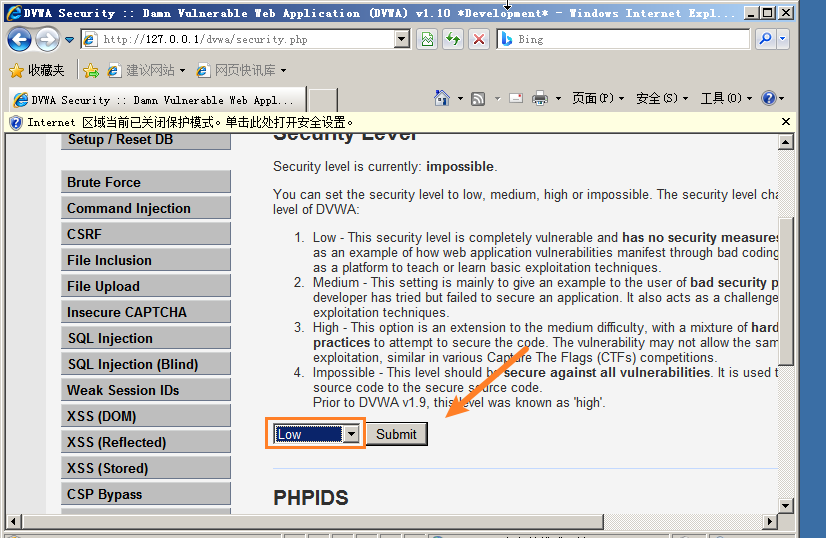 DVWA Security :: Damn Vulnerable Web Application (DVWA) v1.10 *Development* - Windows Internet Expl...
http://127.0.0.1/dvwa/security.php
Bing
收藏夹
建议网站
网页快讯库
DVWA Security :: Damn Vulnerable Web Appl...
页面(P)
安全(S)
工具(O)
Internet 区域当前已关闭保护模式。单击此处打开安全设置。
Setup / Reset DB
Brute Force
Command Injection
CSRF
File Inclusion
File Upload
Insecure CAPTCHA
SQL Injection
SQL Injection (Blind)
Weak Session IDs
XSS (DOM)
XSS (Reflected)
XSS (Stored)
CSP Bypass
Security Level
Security level is currently: impossible.
You can set the security level to low, medium, high or impossible. The security level cha
level of DVWA:
1. Low - This security level is completely vulnerable and has no security measures
as an example of how web application vulnerabilities manifest through bad coding
as a platform to teach or learn basic exploitation techniques.
2. Medium - This setting is mainly to give an example to the user of bad security p
developer has tried but failed to secure an application. It also acts as a challenge
exploitation techniques.
3. High - This option is an extension to the medium difficulty, with a mixture of hard
practices to attempt to secure the code. The vulnerability may not allow the sam
exploitation, similar in various Capture The Flags (CTFs) competitions.
4. Impossible - This level should be secure against all vulnerabilities. It is used t
source code to the secure source code.
Prior to DVWA v1.9, this level was known as 'high'.
Low
Submit
PHPIDS